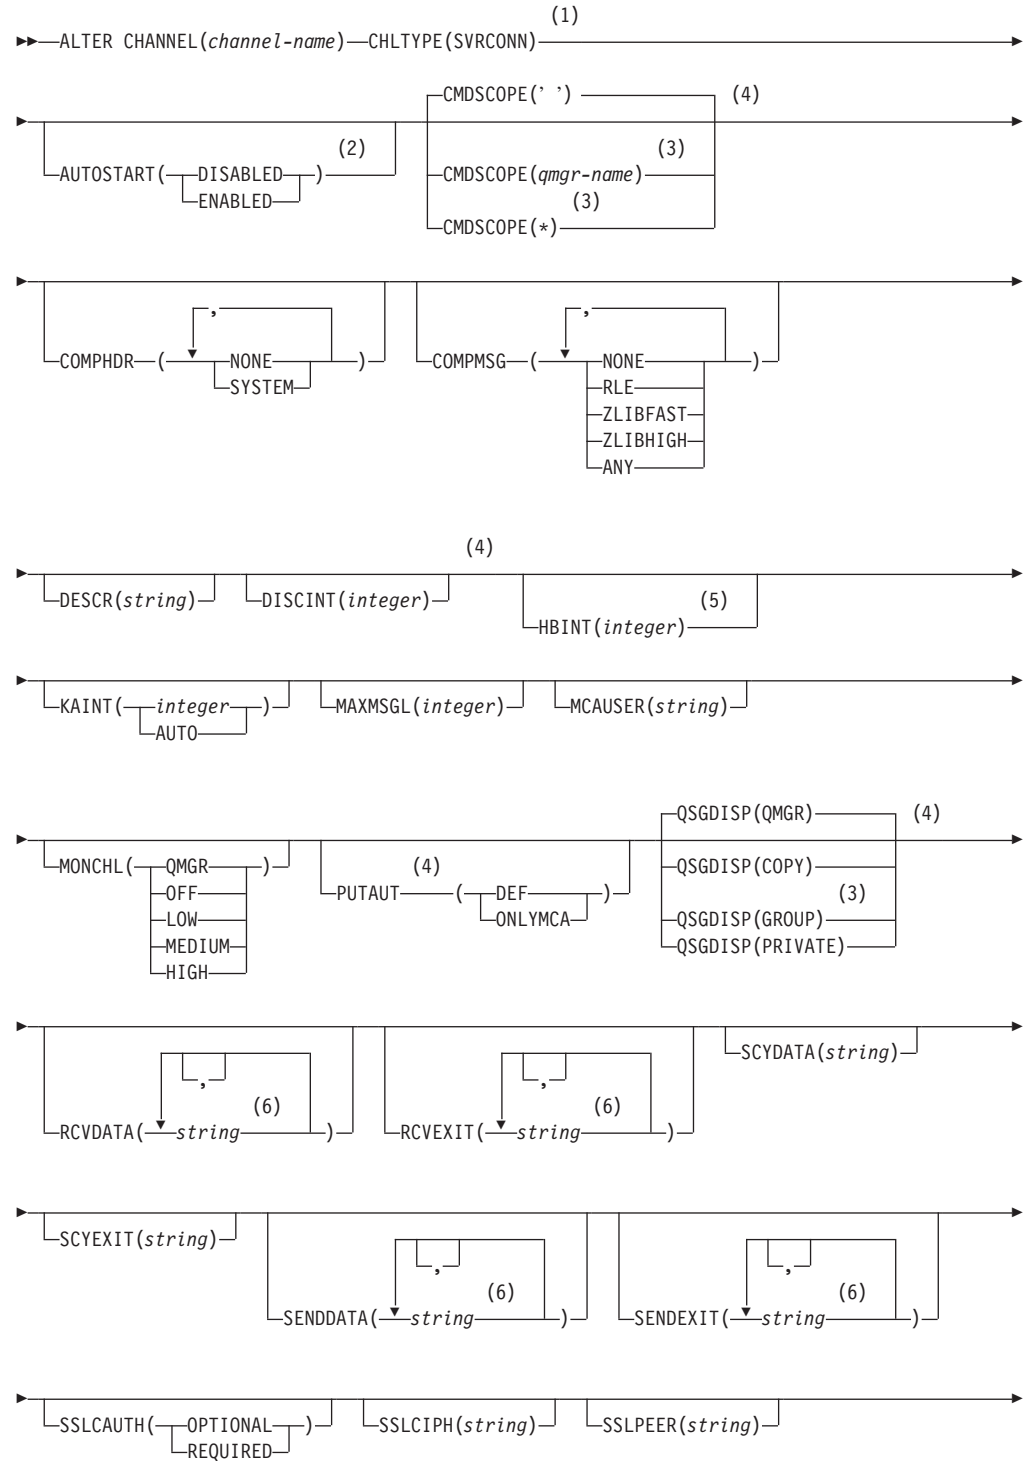 (1)
ALTER CHANNEL(channel-name) CHLTYPE(SVRCONN)
CMDSCOPE(' ') (4)
(2) (3)
AUTOSTART( DISABLED ) CMDSCOPE(qmgr-name)
ENABLED (3)
CMDSCOPE(*)
, ,
COMPHDR ( NONE ) COMPMSG ( NONE )
SYSTEM RLE
ZLIBFAST
ZLIBHIGH
ANY
(4)
DESCR(string) DISCINT(integer) (5)
HBINT(integer)
KAINT( integer ) MAXMSGL(integer) MCAUSER(string)
AUTO
QSGDISP(QMGR) (4)
MONCHL( QMGR ) (4) QSGDISP(COPY)
OFF PUTAUT ( DEF ) (3)
LOW ONLYMCA QSGDISP(GROUP)
MEDIUM QSGDISP(PRIVATE)
HIGH
SCYDATA(string)
, ,
(6) (6)
RCVDATA( string ) RCVEXIT( string )
SCYEXIT(string)
, ,
(6) (6)
SENDDATA( string ) SENDEXIT( string )
SSLCAUTH( OPTIONAL ) SSLCIPH(string) SSLPEER(string)
REQUIRED